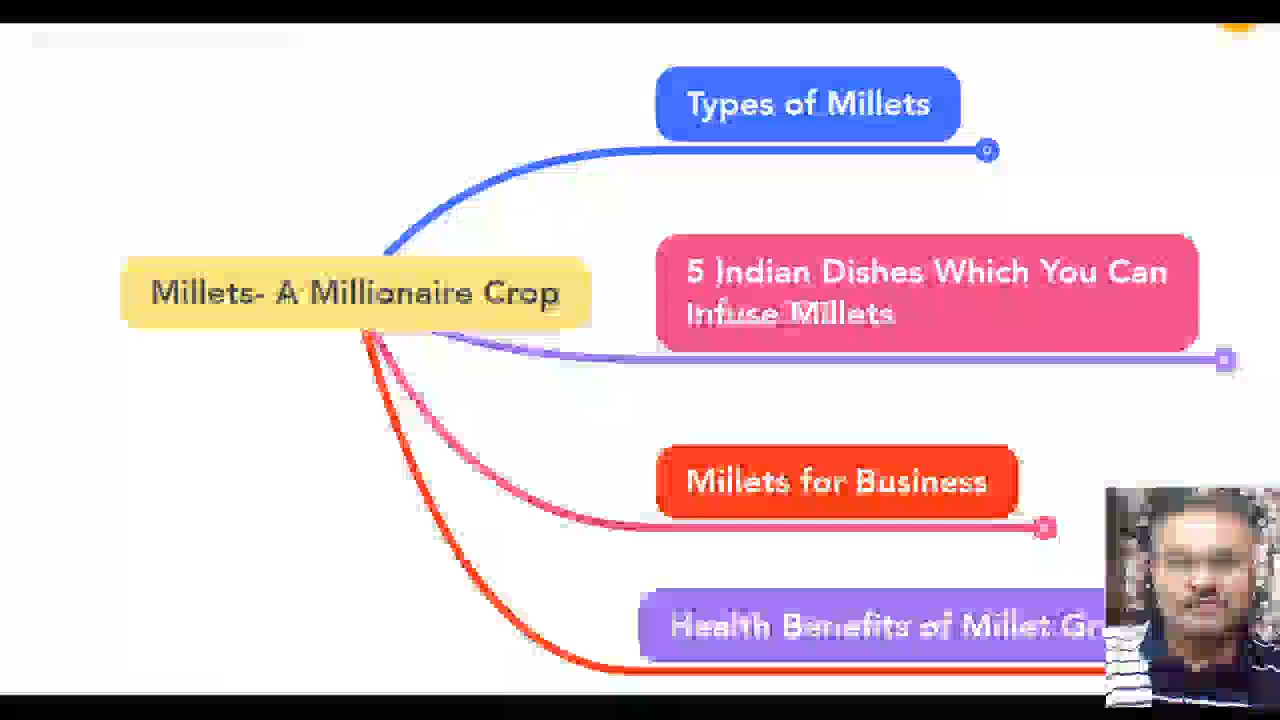 Types of Millets
5 Indian Dishes Which You Can
Infuse Millets
Millets- A Millionaire Crop
Millets for Business
Health Benefits of Millet